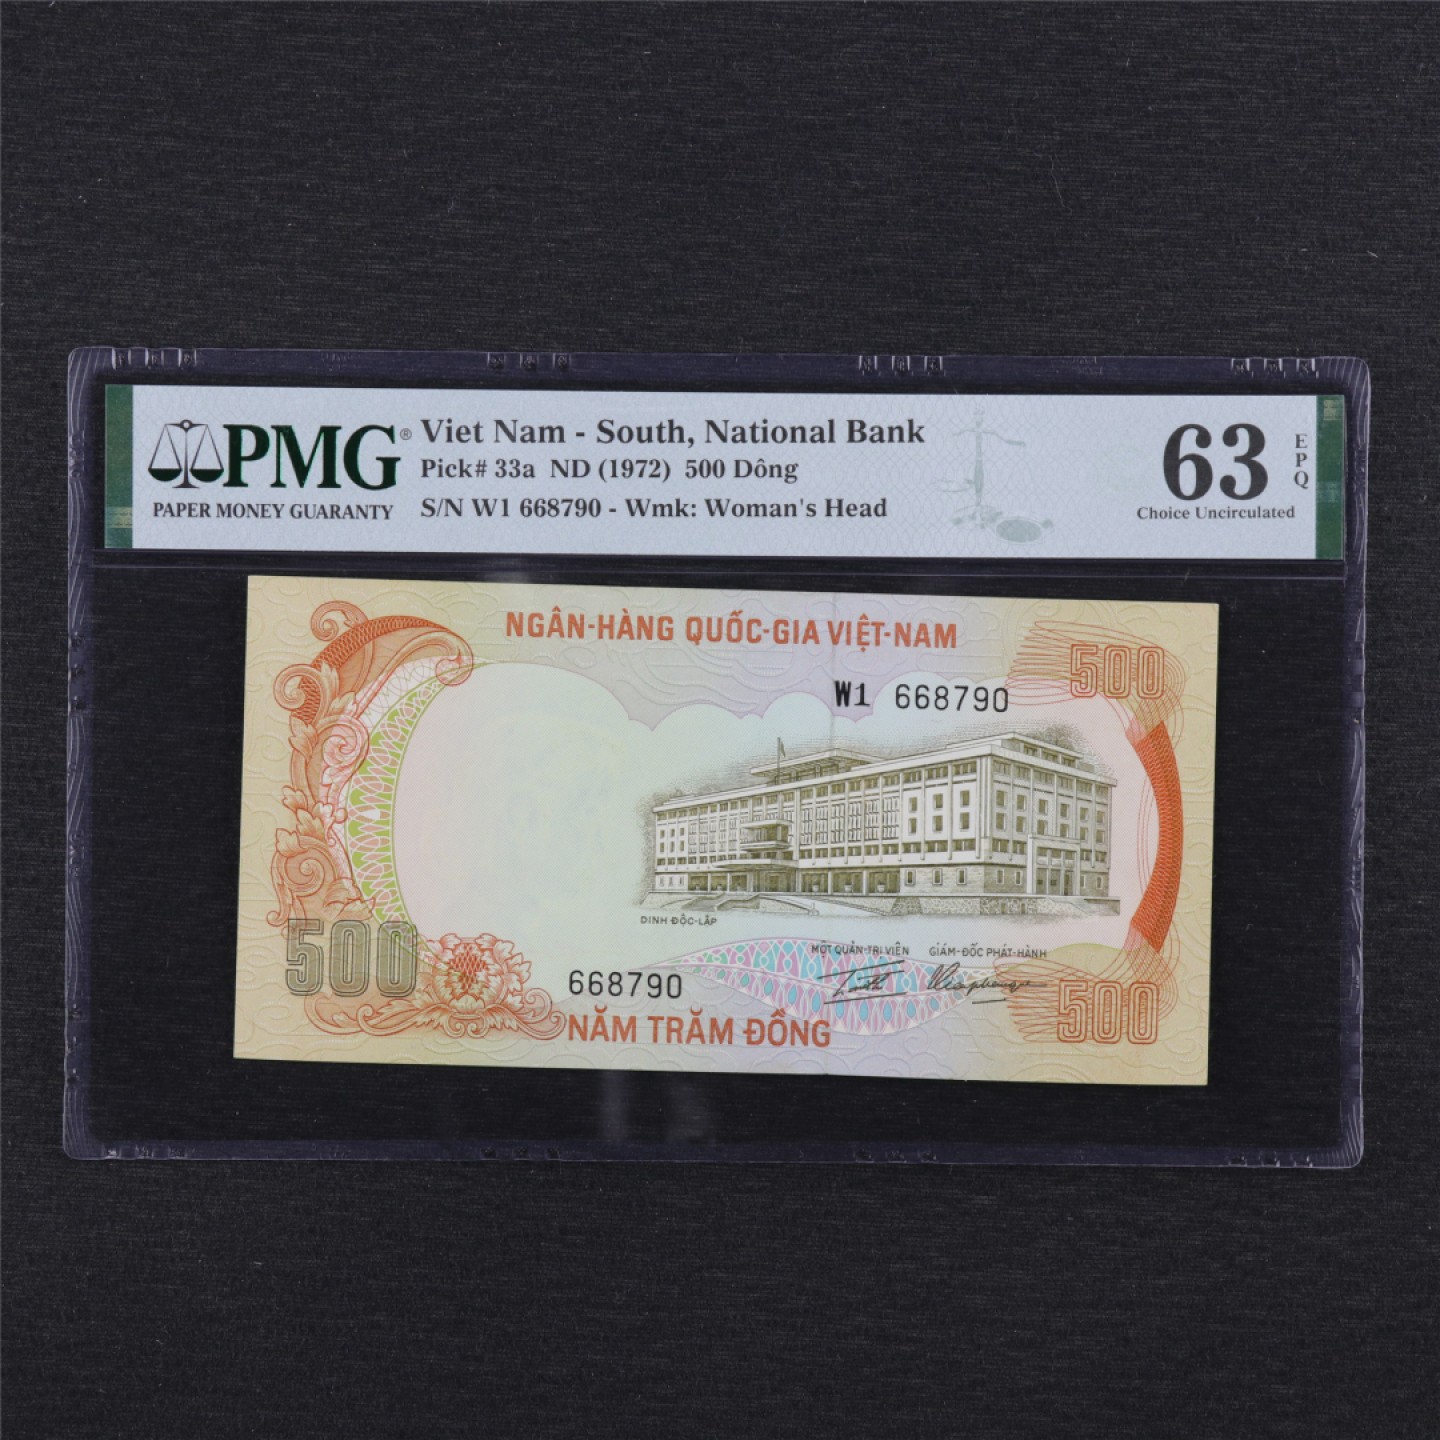 PMG®
PAPER MONEY GUARANTY
Viet Nam - South, National Bank
Pick# 33a ND (1972) 500 Dông
S/N W1 668790 - Wmk: Woman's Head
63
EPQ
Choice Uncirculated
NGÂN-HÀNG QUỐC-GIA VIỆT-NAM
500
W1 668790
DINH ĐỘC-LẬP
MỘT QUẢN-TRỊ VIÊN GIÁM-ĐỐC PHÁT-HÀNH
500
668790
500
NĂM TRĂM ĐỒNG